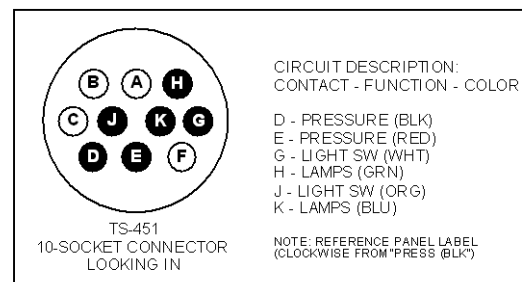 B A H
C J K G
D E F
TS-451
10-SOCKET CONNECTOR
LOOKING IN
CIRCUIT DESCRIPTION:
CONTACT - FUNCTION - COLOR
D - PRESSURE (BLK)
E - PRESSURE (RED)
G - LIGHT SW (WHT)
H - LAMPS (GRN)
J - LIGHT SW (ORG)
K - LAMPS (BLU)
NOTE: REFERENCE PANEL LABEL
(CLOCKWISE FROM "PRESS (BLK")